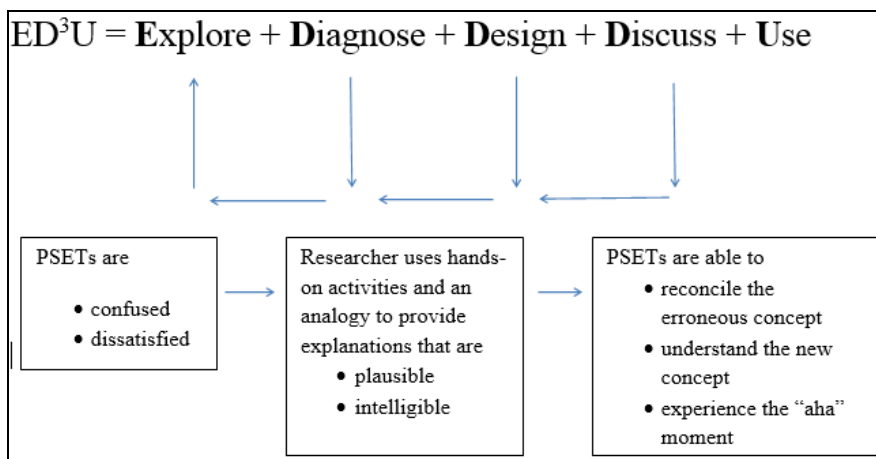 ED³U = Explore + Diagnose + Design + Discuss + Use
PSETs are
• confused
• dissatisfied
Researcher uses hands-
on activities and an
analogy to provide
explanations that are
• plausible
• intelligible
PSETs are able to
• reconcile the
erroneous concept
• understand the new
concept
• experience the “aha”
moment